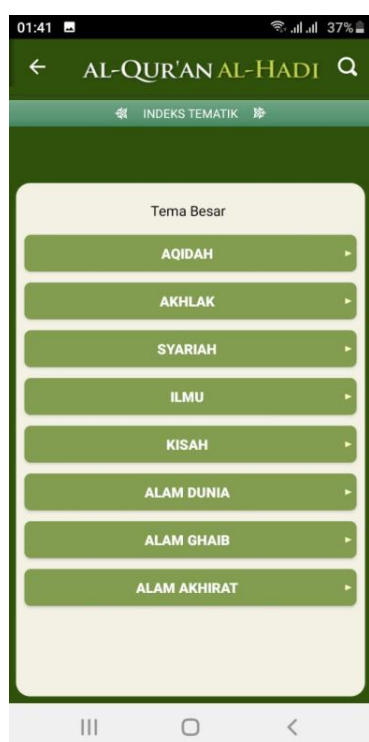 01:41 37%
AL-QUR'AN AL-HADI
INDEKS TEMATIK
Tema Besar
AQIDAH
AKHLAK
SYARIAH
ILMU
KISAH
ALAM DUNIA
ALAM GHAIB
ALAM AKHIRAT